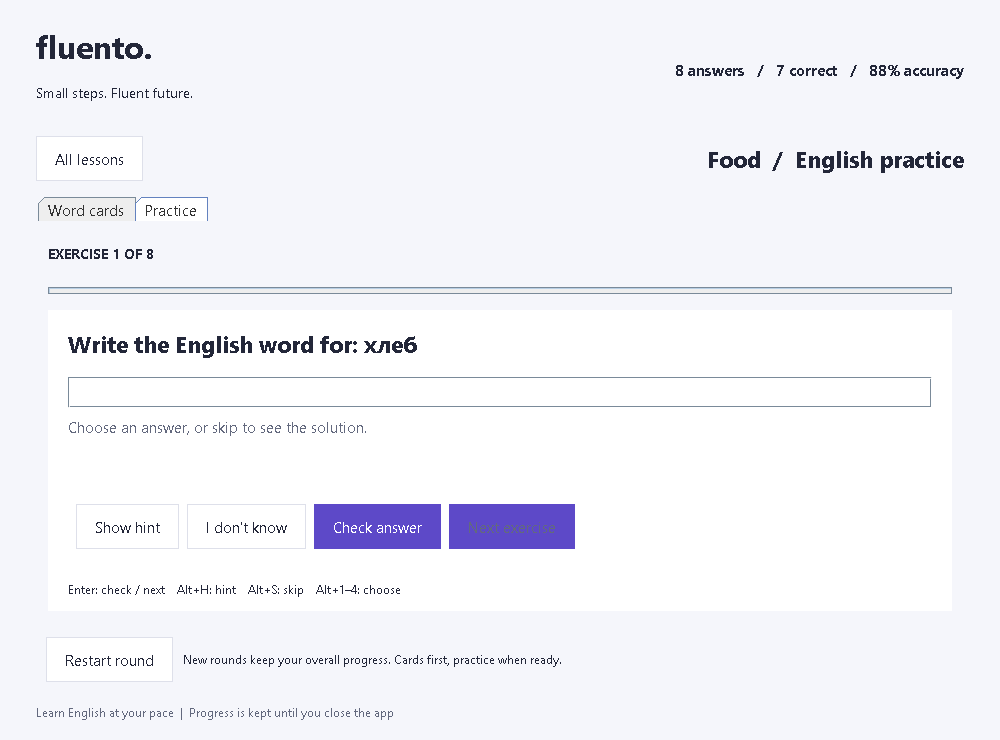 fluento.
8 answers / 7 correct / 88% accuracy
Small steps. Fluent future.
All lessons
Food / English practice
Word cards
Practice
EXERCISE 1 OF 8
Write the English word for: хлеб
Choose an answer, or skip to see the solution.
Show hint
I don't know
Check answer
Next exercise
Enter: check / next Alt+H: hint Alt+S: skip Alt+1–4: choose
Restart round
New rounds keep your overall progress. Cards first, practice when ready.
Learn English at your pace | Progress is kept until you close the app